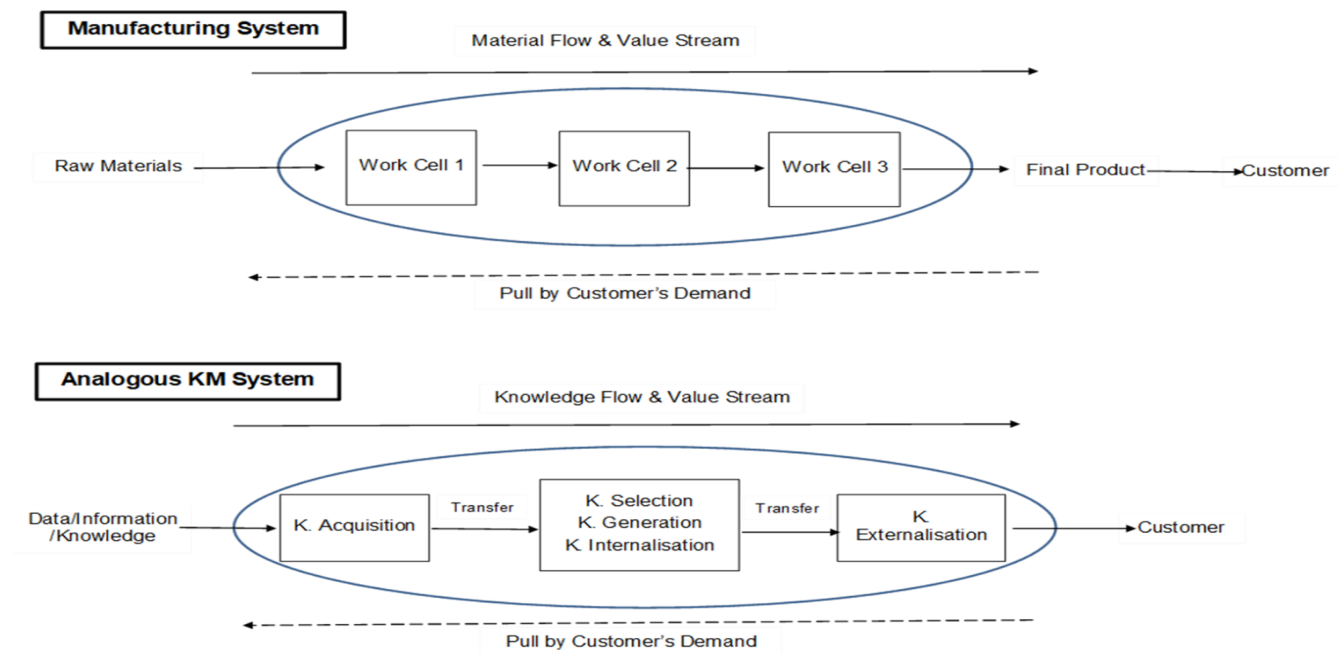 Manufacturing System
Material Flow & Value Stream
Raw Materials
Work Cell 1
Work Cell 2
Work Cell 3
Final Product
Customer
Pull by Customer's Demand
Analogous KM System
Knowledge Flow & Value Stream
Data/Information
/Knowledge
K. Acquisition
Transfer
K. Selection
K. Generation
K. Internalisation
Transfer
K.
Externalisation
Customer
Pull by Customer's Demand